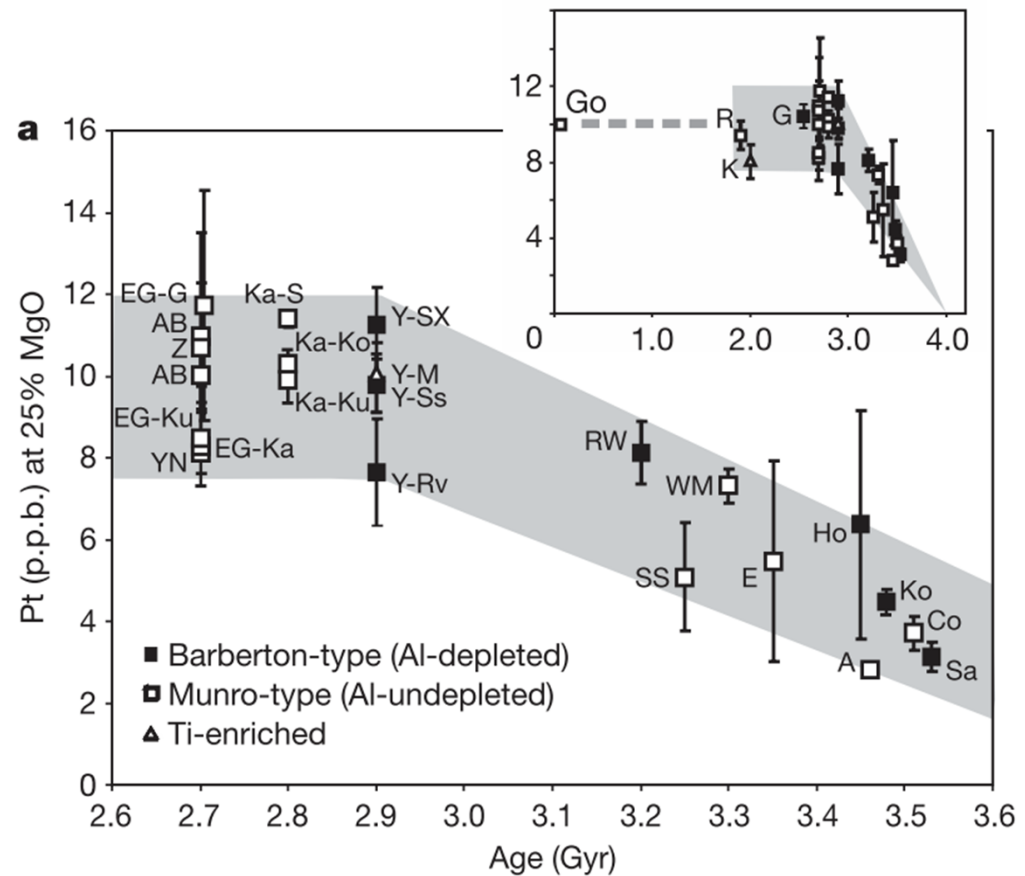 a
Pt (p.p.b.) at 25% MgO
16
14
12
10
8
6
4
2
0
2.6 2.7 2.8 2.9 3.0 3.1 3.2 3.3 3.4 3.5 3.6
Age (Gyr)
EG-G
AB
Z
AB
EG-Ku
EG-Ka
YN
Ka-S
Ka-Ko
Ka-Ku
Y-SX
Y-M
Y-Ss
Y-Rv
RW
WM
SS
E
Ho
Ko
Co
A
Sa
Barberton-type (Al-depleted)
Munro-type (Al-undepleted)
Ti-enriched
12
8
4
0 1.0 2.0 3.0 4.0
Go
R
K
G